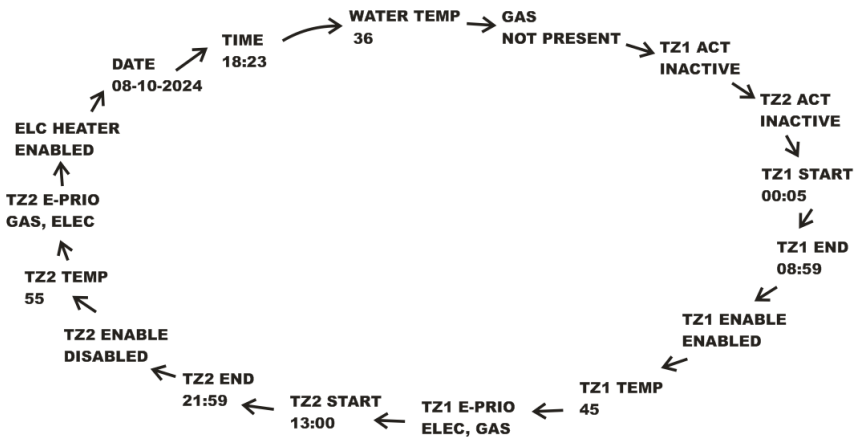 WATER TEMP
36
GAS
NOT PRESENT
TZ1 ACT
INACTIVE
TZ2 ACT
INACTIVE
TZ1 START
00:05
TZ1 END
08:59
TZ1 ENABLE
ENABLED
TZ1 TEMP
45
TZ1 E-PRIO
ELEC, GAS
TZ2 START
13:00
TZ2 END
21:59
TZ2 ENABLE
DISABLED
TZ2 TEMP
55
TZ2 E-PRIO
GAS, ELEC
ELC HEATER
ENABLED
DATE
08-10-2024
TIME
18:23